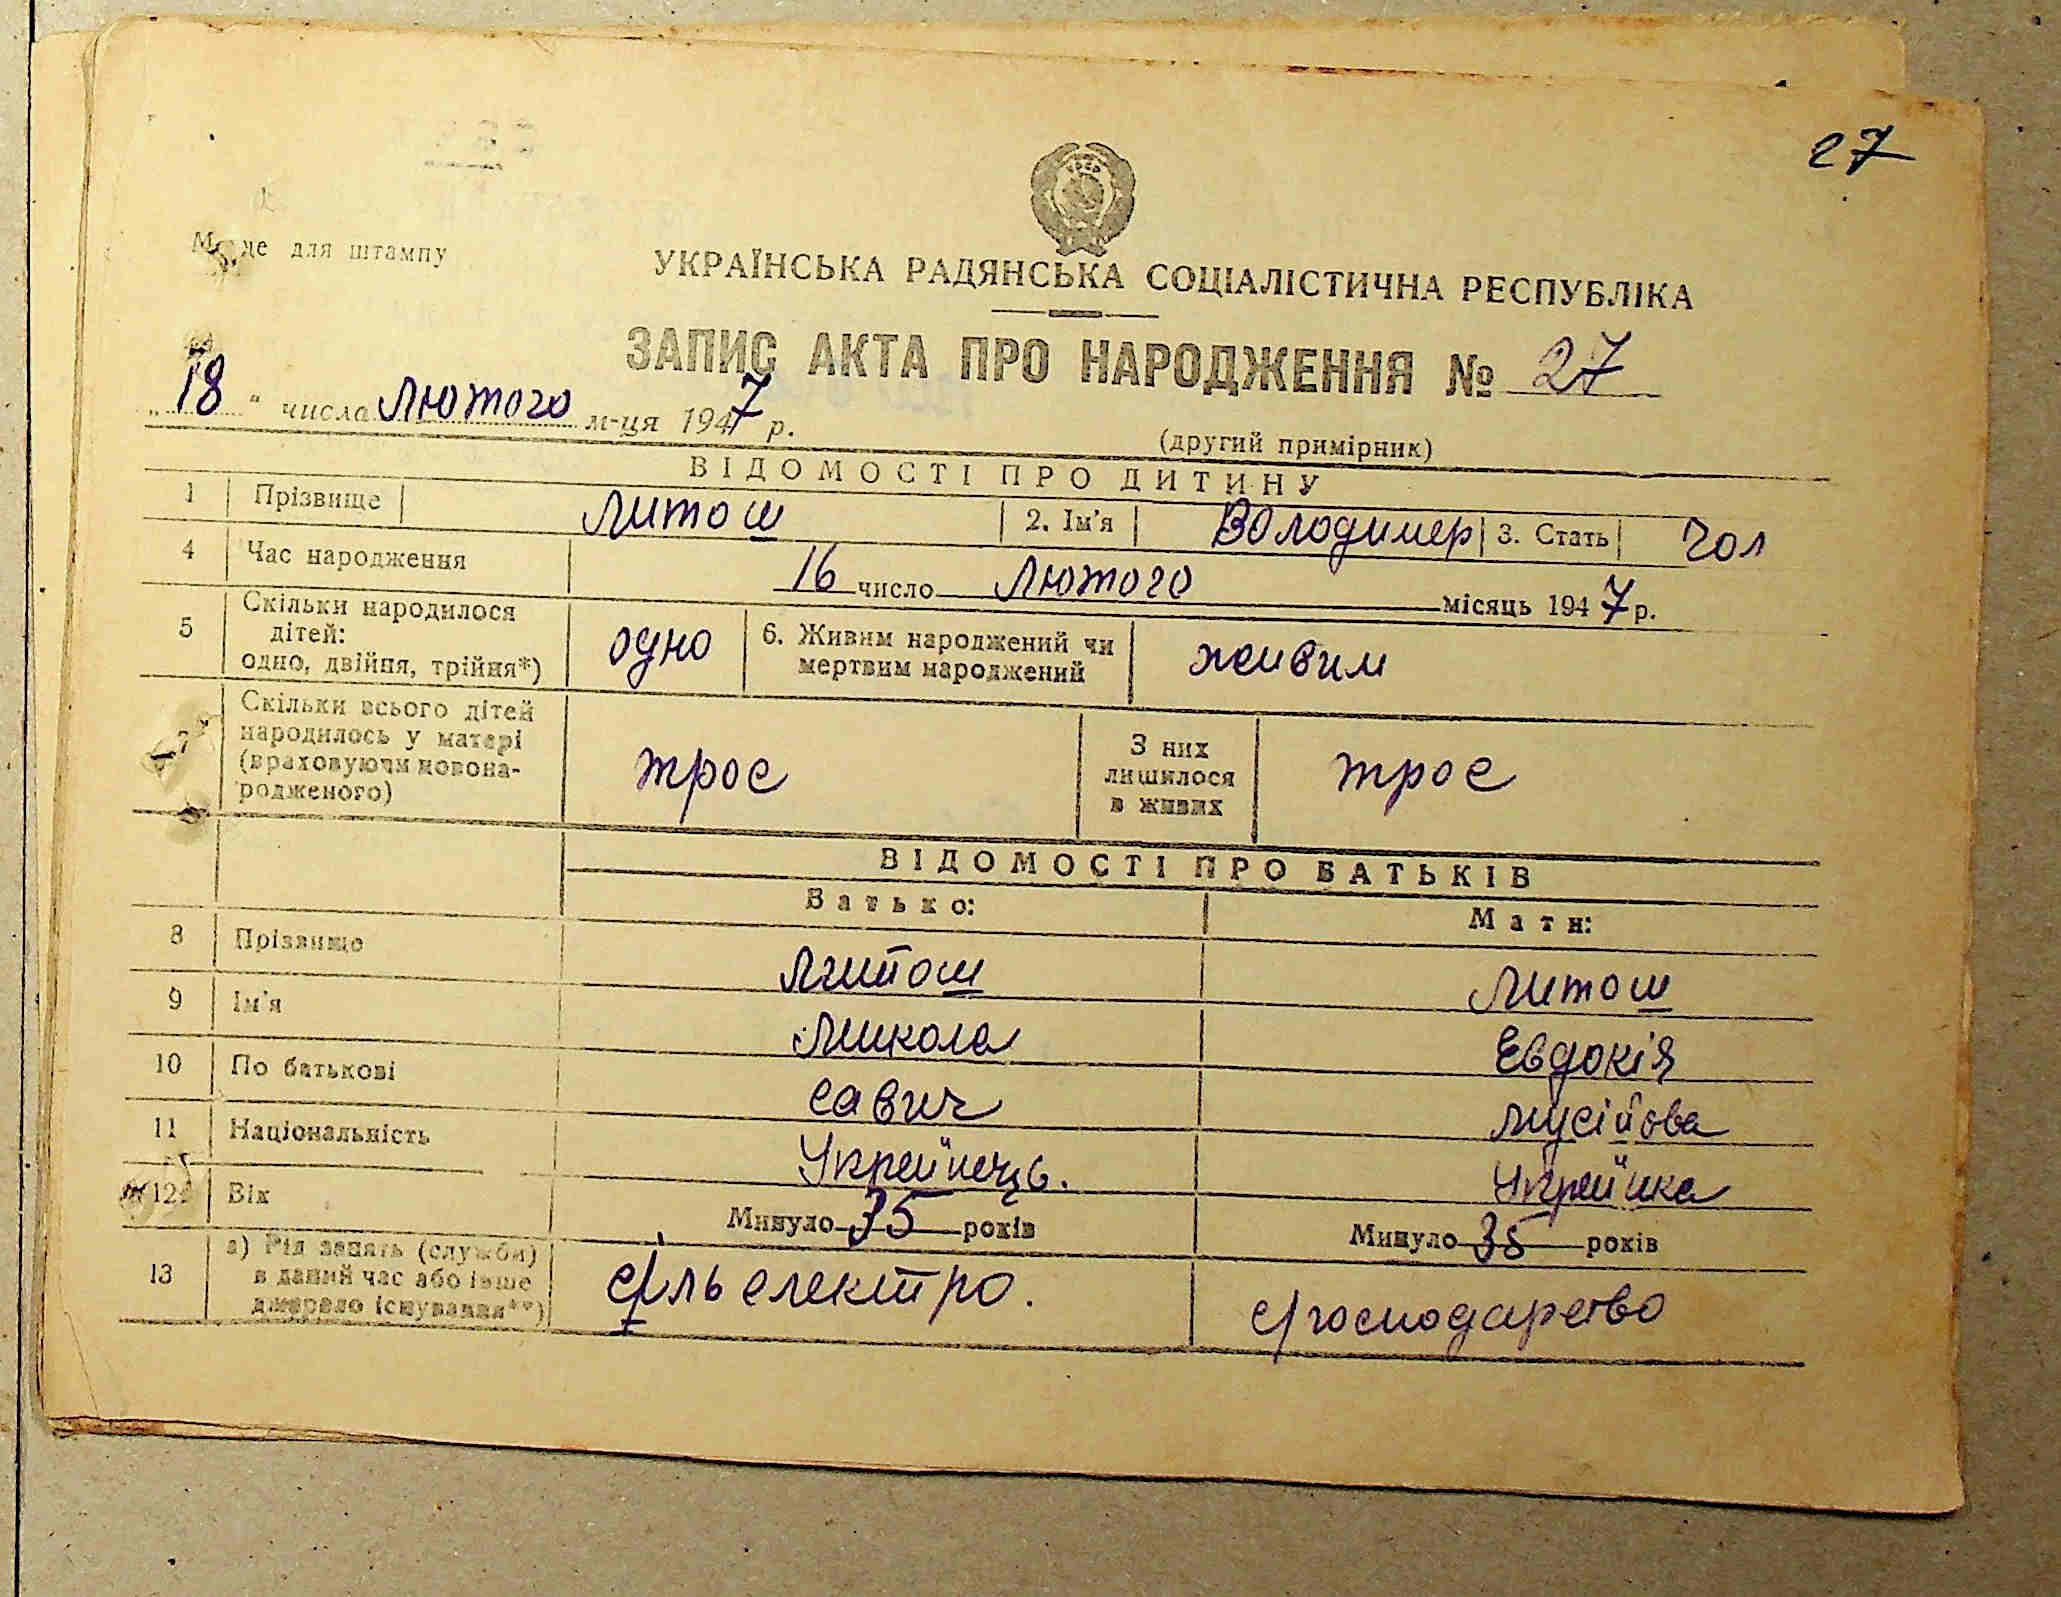 27
УРСР
Місце для штампу
УКРАЇНСЬКА РАДЯНСЬКА СОЦІАЛІСТИЧНА РЕСПУБЛІКА
ЗАПИС АКТА ПРО НАРОДЖЕННЯ № 27
„18“ числа Лютого м-ця 1947 р.
(другий примірник)
ВІДОМОСТІ ПРО ДИТИНУ
1 Прізвище Литош 2. Ім'я Володимер 3. Стать Чол
4 Час народження 16 число Лютого місяць 1947 р.
5 Скільки народилося дітей: одно, двійня, трійня*) одно 6. Живим народжений чи мертвим народжений живим
7 Скільки всього дітей народилось у матері (враховуючи новонародженого) троє З них лишилося в живих троє
ВІДОМОСТІ ПРО БАТЬКІВ
Батько: Мати:
8 Прізвище Литош Литош
9 Ім'я Микола Евдокія
10 По батькові Савич Мусійова
11 Національність Українець. Українка
12 Вік Минуло 35 років Минуло 35 років
13 а) Рід занять (служби) в даний час або інше джерело існування**) сіль електро. с/господарство